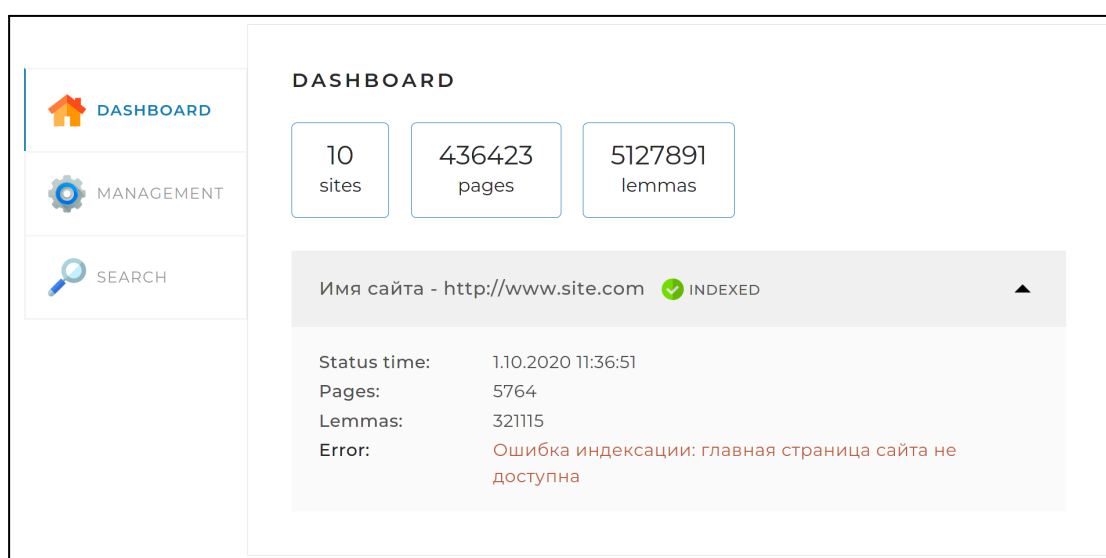 DASHBOARD
MANAGEMENT
SEARCH
DASHBOARD
10
sites
436423
pages
5127891
lemmas
Имя сайта - http://www.site.com INDEXED
Status time: 1.10.2020 11:36:51
Pages: 5764
Lemmas: 321115
Error: Ошибка индексации: главная страница сайта не
доступна